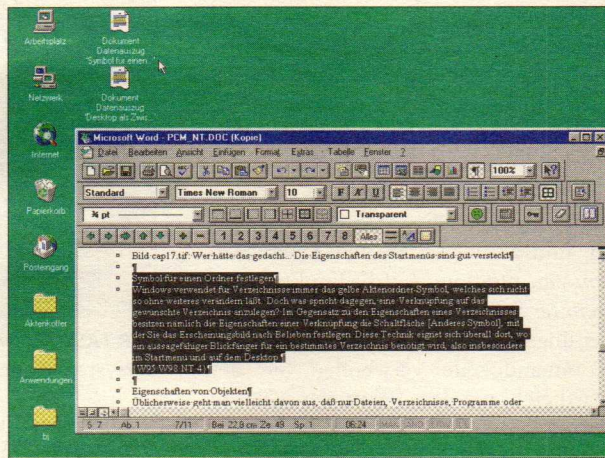 Arbeitsplatz
Dokument
Datenauszug
'Symbol für einen...
Netzwerk
Dokument
Datenauszug
'Desktop als Zwis...
Internet
Papierkorb
Posteingang
Aktenkoffer
Anwendungen
bs
Microsoft Word - PCM_NT.DOC (Kopie)
Datei Bearbeiten Ansicht Einfügen Format Extras Tabelle Fenster ?
100%
Standard Times New Roman 10 F K U
¾ pt Transparent
1 2 3 4 5 6 7 8 Alles
Bild cap17.tif: Wer hätte das gedacht... Die Eigenschaften des Startmenüs sind gut versteckt¶
¶
Symbol für einen Ordner festlegen¶
Windows verwendet für Verzeichnisse immer das gelbe Aktenordner-Symbol, welches sich nicht
so ohne weiteres verändern läßt. Doch was spricht dagegen, eine Verknüpfung auf das
gewünschte Verzeichnis anzulegen? Im Gegensatz zu den Eigenschaften eines Verzeichnisses
besitzen nämlich die Eigenschaften einer Verknüpfung die Schaltfläche [Anderes Symbol], mit
der Sie das Erscheinungsbild nach Belieben festlegen. Diese Technik eignet sich überall dort, wo
ein aussagefähiger Blickfänger für ein bestimmtes Verzeichnis benötigt wird, also insbesondere
im Startmenü und auf dem Desktop.¶
(W95 W98 NT 4)¶
¶
Eigenschaften von Objekten¶
Üblicherweise geht man vielleicht davon aus, daß nur Dateien, Verzeichnisse, Programme oder
S 7 Ab 1 7/11 Bei 22,8 cm Ze 49 Sp 1 06:24